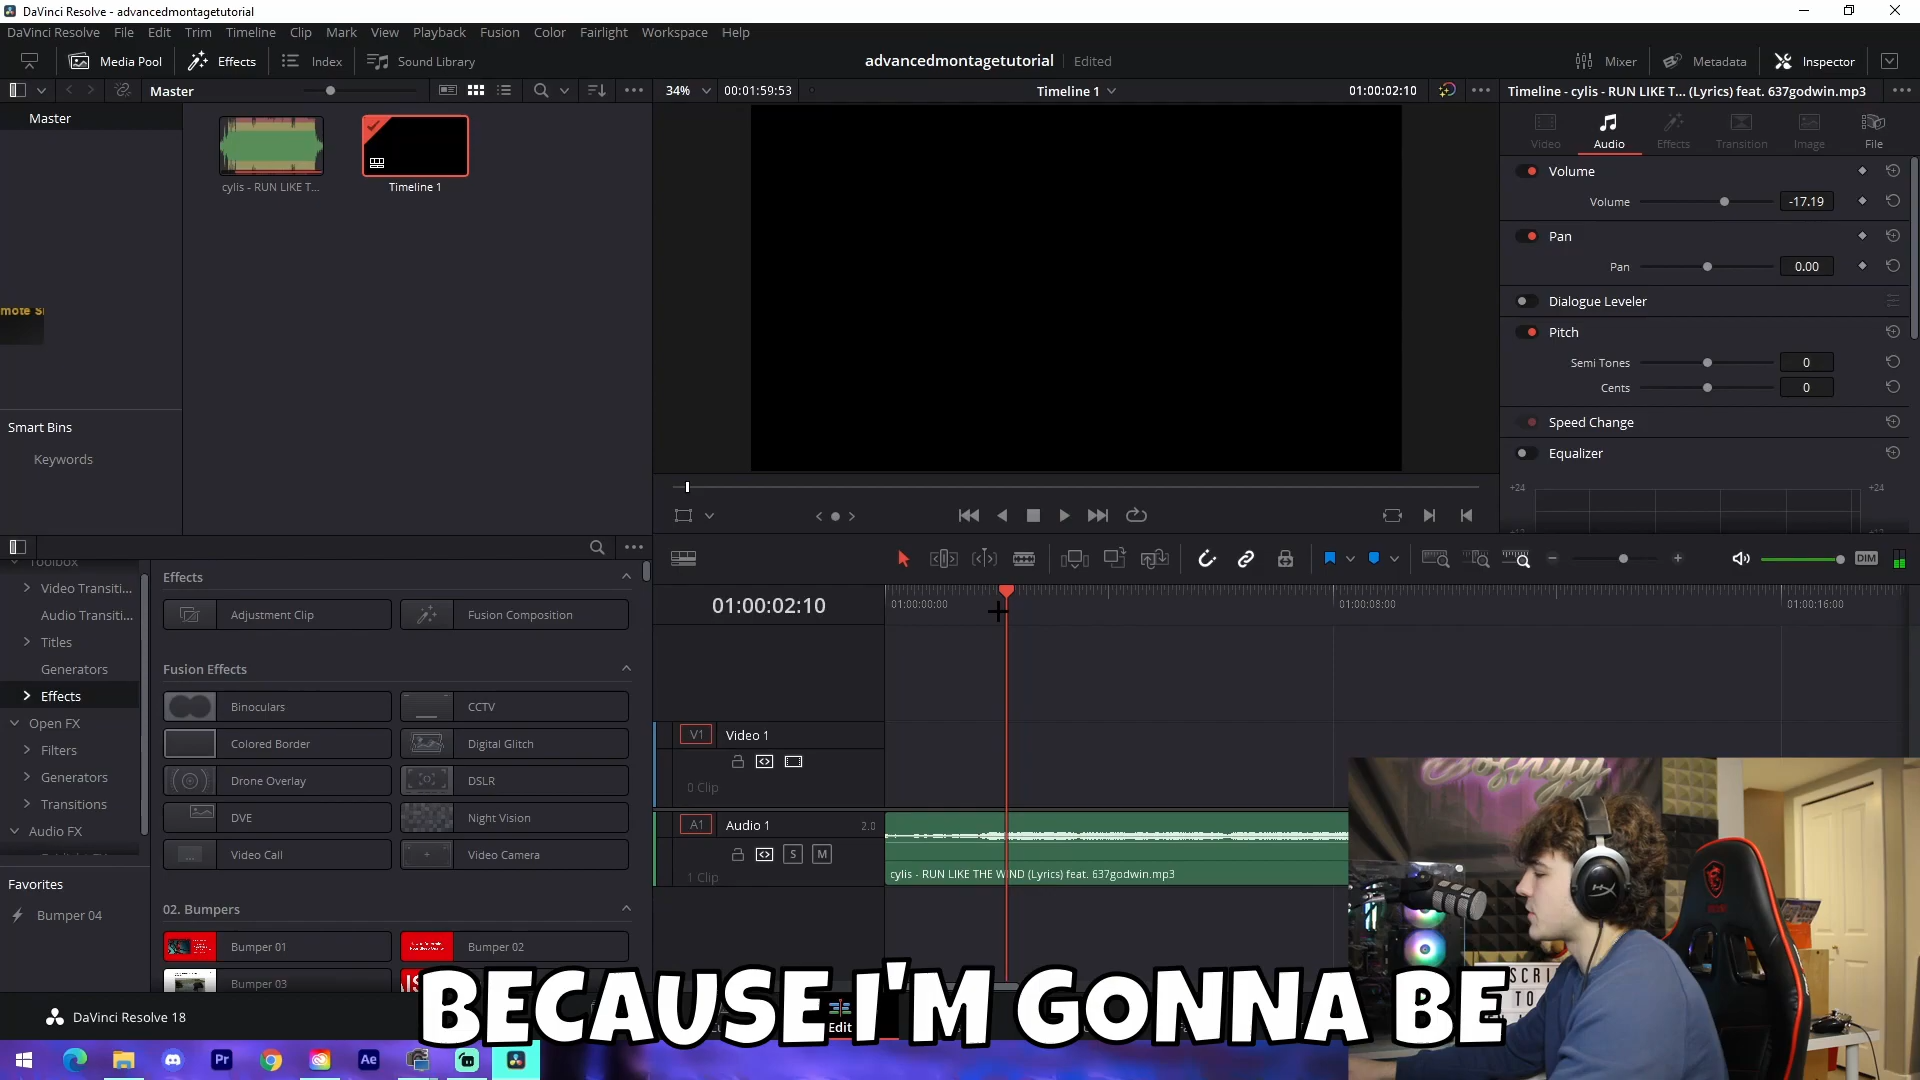 DaVinci Resolve - advancedmontagetutorial
DaVinci Resolve File Edit Trim Timeline Clip Mark View Playback Fusion Color Fairlight Workspace Help
Media Pool Effects Index Sound Library
advancedmontagetutorial Edited
Mixer Metadata Inspector
Master
34% 00:01:59:53 Timeline 1 01:00:02:10
Timeline - cylis - RUN LIKE T... (Lyrics) feat. 637godwin.mp3
Master
cylis - RUN LIKE T... Timeline 1
Video Audio Effects Transition Image File
Volume
Volume -17.19
Pan
Pan 0.00
Dialogue Leveler
Pitch
Semi Tones 0
Cents 0
Speed Change
Equalizer
+24 +24
mote
Smart Bins
Keywords
Toolbox
Video Transiti...
Audio Transiti...
Titles
Generators
Effects
Open FX
Filters
Generators
Transitions
Audio FX
Favorites
Bumper 04
Effects
Adjustment Clip Fusion Composition
Fusion Effects
Binoculars CCTV
Colored Border Digital Glitch
Drone Overlay DSLR
DVE Night Vision
Video Call Video Camera
02. Bumpers
Bumper 01 Bumper 02
Bumper 03
DIM
01:00:02:10
01:00:00:00 01:00:08:00 01:00:16:00
V1 Video 1
0 Clip
A1 Audio 1 2.0
S M
1 Clip
cylis - RUN LIKE THE WIND (Lyrics) feat. 637godwin.mp3
DaVinci Resolve 18
Edit
BECAUSE I'M GONNA BE
Pr Ae